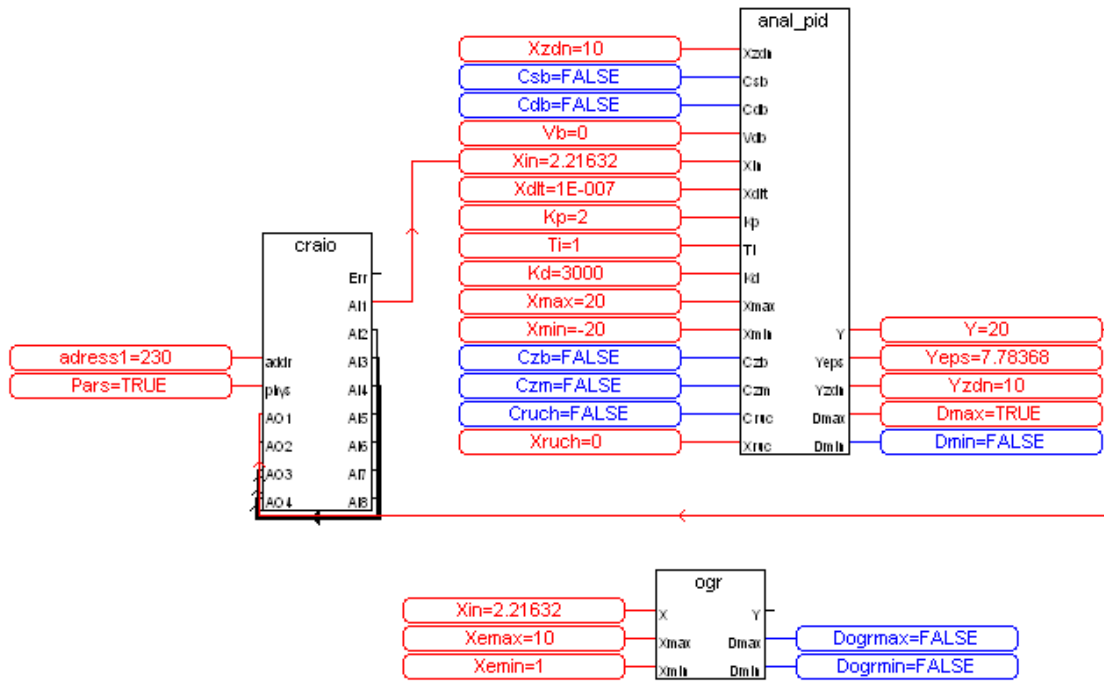 anal_pid
Xzdn=10
Csb=FALSE
Cdb=FALSE
Vb=0
Xin=2.21632
Xdlt=1E-007
Kp=2
Ti=1
Kd=3000
Xmax=20
Xmin=-20
Czb=FALSE
Czm=FALSE
Cruch=FALSE
Xruch=0
Xzdn
Csb
Cdb
Vdb
Xin
Xdlt
Kp
Ti
Kd
Xmax
Xmin
Czb
Czm
Cruc
Xruc
Y
Yeps
Yzdn
Dmax
Dmin
Y=20
Yeps=7.78368
Yzdn=10
Dmax=TRUE
Dmin=FALSE
craio
adress1=230
Pars=TRUE
addr
phys
AO1
AO2
AO3
AO4
Err
AI1
AI2
AI3
AI4
AI5
AI6
AI7
AI8
ogr
Xin=2.21632
Xemax=10
Xemin=1
X
Xmax
Xmin
Y
Dmax
Dmin
Dogrmax=FALSE
Dogrmin=FALSE